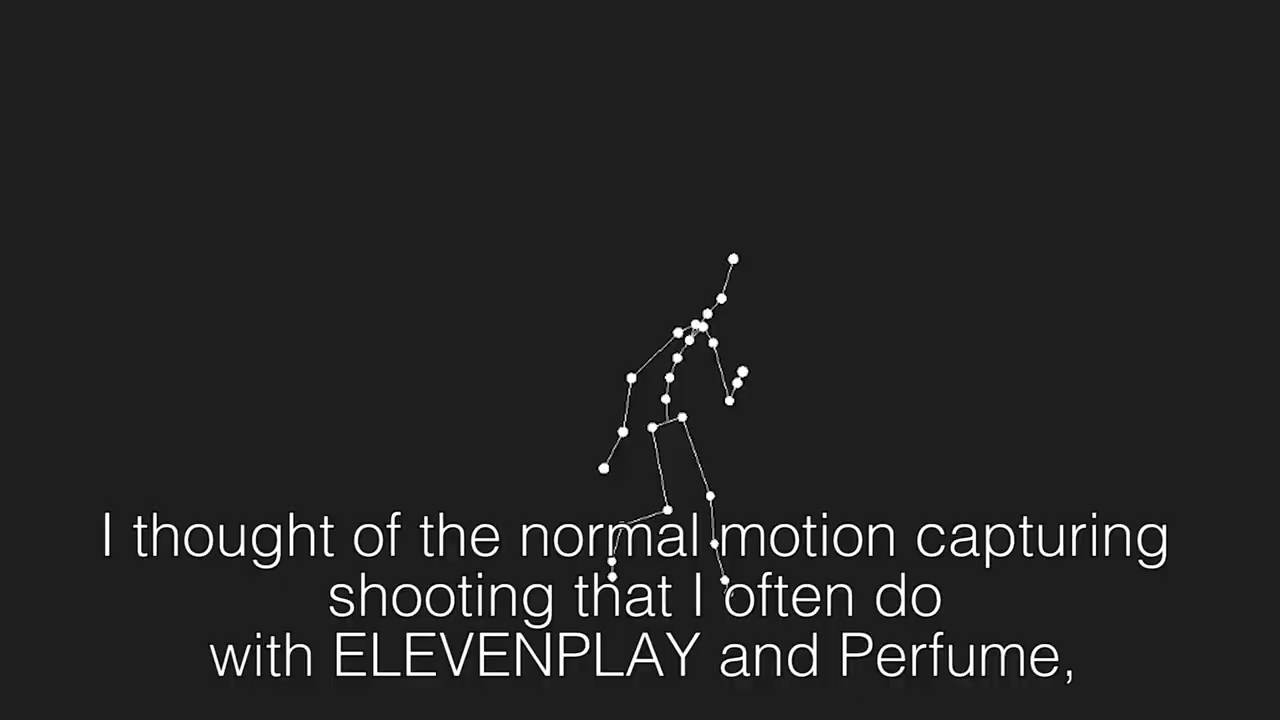 I thought of the normal motion capturing
shooting that I often do
with ELEVENPLAY and Perfume,